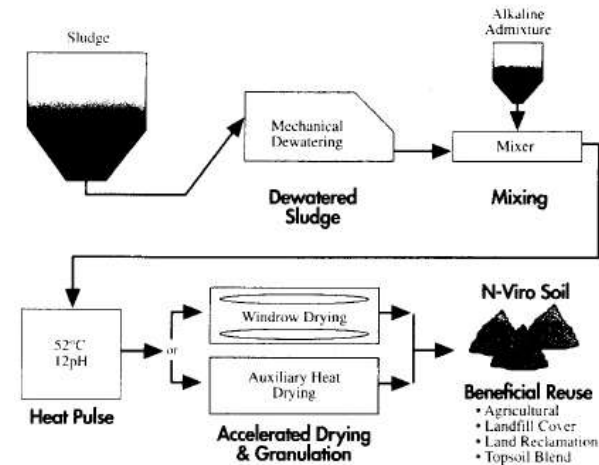 Sludge
Alkaline
Admixture
Mechanical
Dewatering
Mixer
Dewatered
Sludge
Mixing
52°C
12pH
Heat Pulse
or
Windrow Drying
Auxiliary Heat
Drying
Accelerated Drying
& Granulation
N-Viro Soil
Beneficial Reuse
• Agricultural
• Landfill Cover
• Land Reclamation
• Topsoil Blend